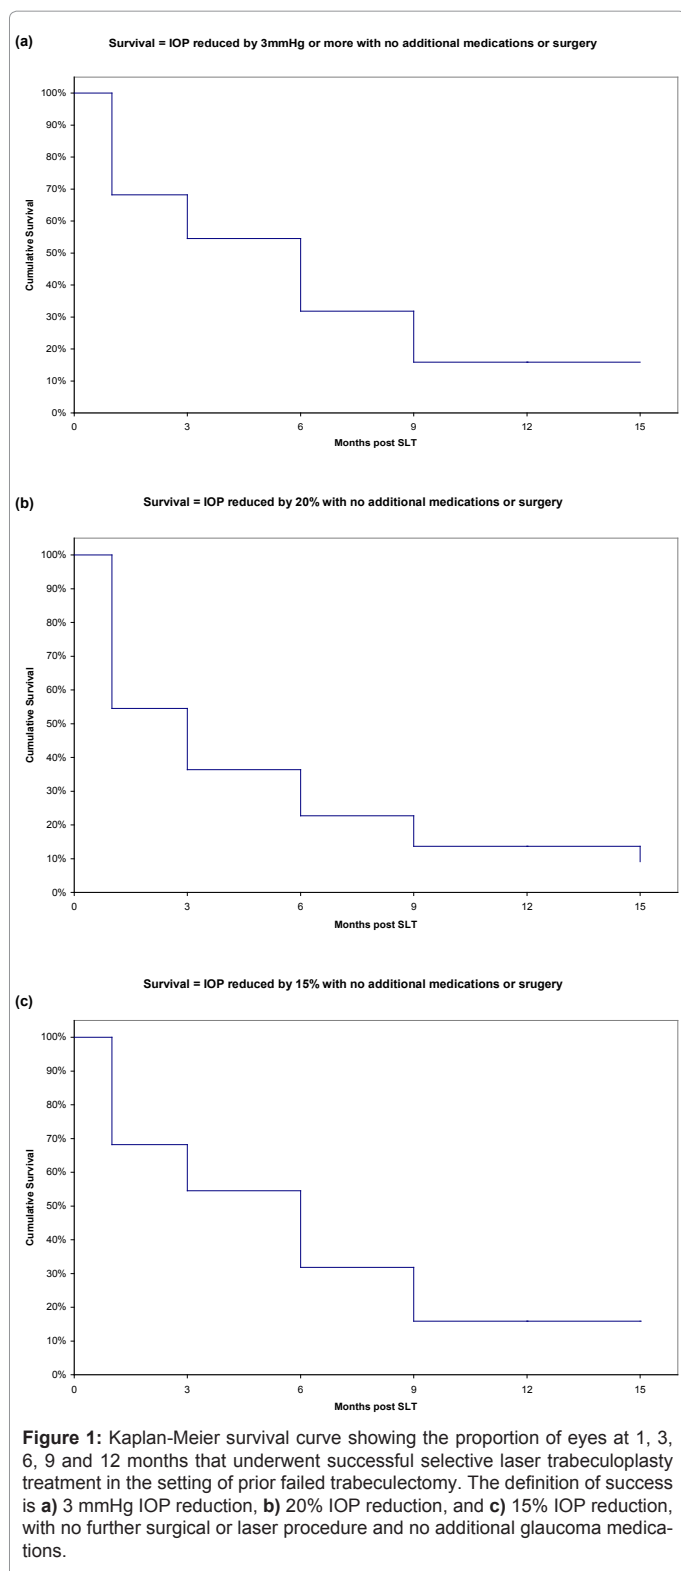 (a)
Survival = IOP reduced by 3mmHg or more with no additional medications or surgery
100%
90%
80%
70%
60%
50%
40%
30%
20%
10%
0%
Cumulative Survival
0 3 6 9 12 15
Months post SLT
(b)
Survival = IOP reduced by 20% with no additional medications or surgery
100%
90%
80%
70%
60%
50%
40%
30%
20%
10%
0%
Cumulative Survival
0 3 6 9 12 15
Months post SLT
Survival = IOP reduced by 15% with no additional medications or srugery
(c)
100%
90%
80%
70%
60%
50%
40%
30%
20%
10%
0%
Cumulative Survival
0 3 6 9 12 15
Months post SLT
Figure 1: Kaplan-Meier survival curve showing the proportion of eyes at 1, 3,
6, 9 and 12 months that underwent successful selective laser trabeculoplasty
treatment in the setting of prior failed trabeculectomy. The definition of success
is a) 3 mmHg IOP reduction, b) 20% IOP reduction, and c) 15% IOP reduction,
with no further surgical or laser procedure and no additional glaucoma medica-
tions.